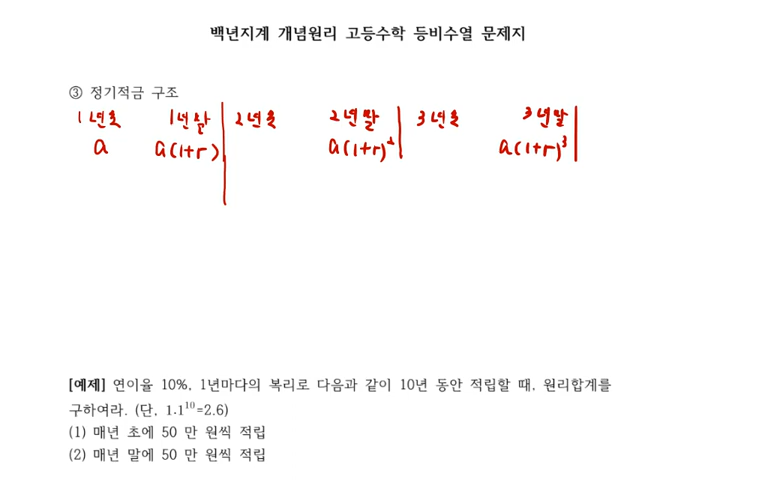 백년지계 개념원리 고등수학 등비수열 문제지
③ 정기적금 구조
1년초 1년말 2년초 2년말 3년초 3년말
a a(1+r) a(1+r)² a(1+r)³
[예제] 연이율 10%, 1년마다의 복리로 다음과 같이 10년 동안 적립할 때, 원리합계를
구하여라. (단, 1.1¹⁰=2.6)
(1) 매년 초에 50 만 원씩 적립
(2) 매년 말에 50 만 원씩 적립